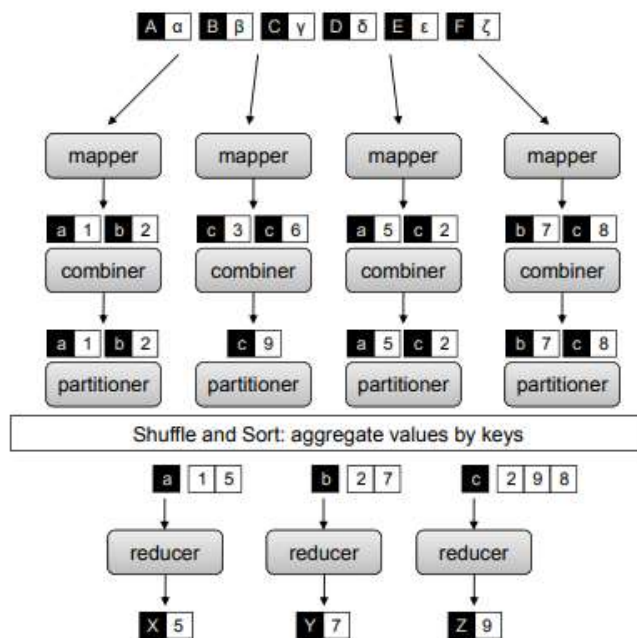 A α B β C γ D δ E ε F ζ
mapper mapper mapper mapper
a 1 b 2 c 3 c 6 a 5 c 2 b 7 c 8
combiner combiner combiner combiner
a 1 b 2 c 9 a 5 c 2 b 7 c 8
partitioner partitioner partitioner partitioner
Shuffle and Sort: aggregate values by keys
a 1 5 b 2 7 c 2 9 8
reducer reducer reducer
X 5 Y 7 Z 9